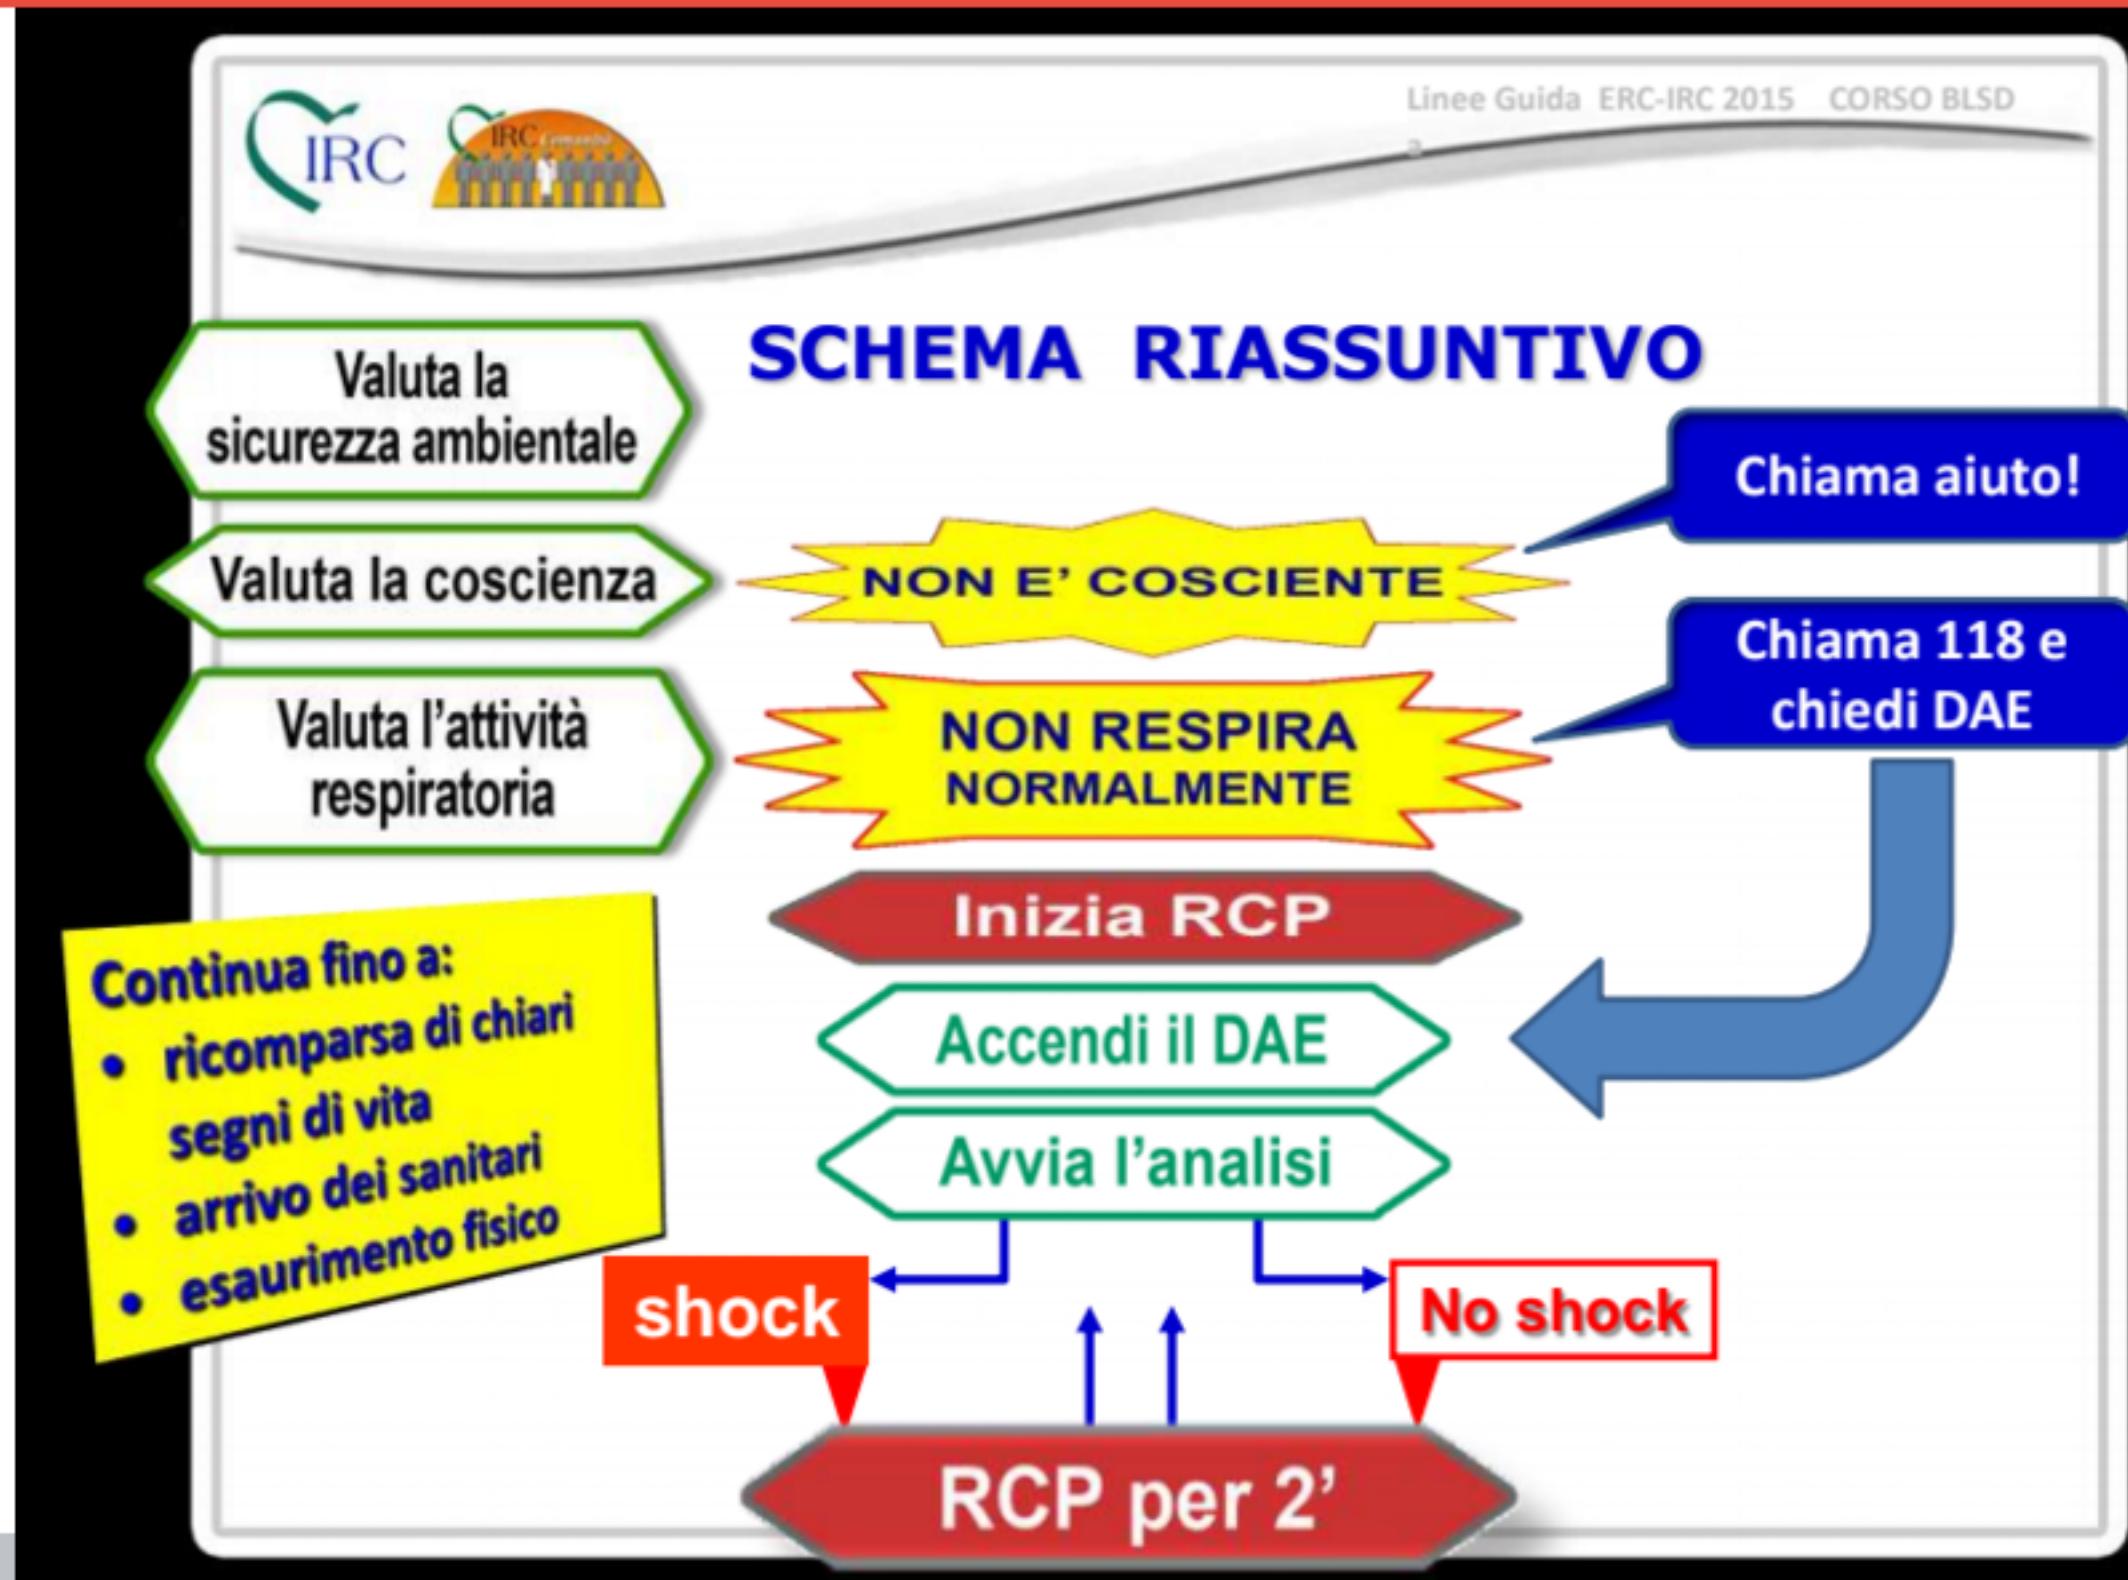 IRC
IRC Comunità
Linee Guida ERC-IRC 2015 CORSO BLSD
a
SCHEMA RIASSUNTIVO
Valuta la
sicurezza ambientale
Chiama aiuto!
Valuta la coscienza
NON E' COSCIENTE
Chiama 118 e
chiedi DAE
Valuta l'attività
respiratoria
NON RESPIRA
NORMALMENTE
Inizia RCP
Accendi il DAE
Avvia l'analisi
Continua fino a:
• ricomparsa di chiari
segni di vita
• arrivo dei sanitari
• esaurimento fisico
shock
No shock
RCP per 2'